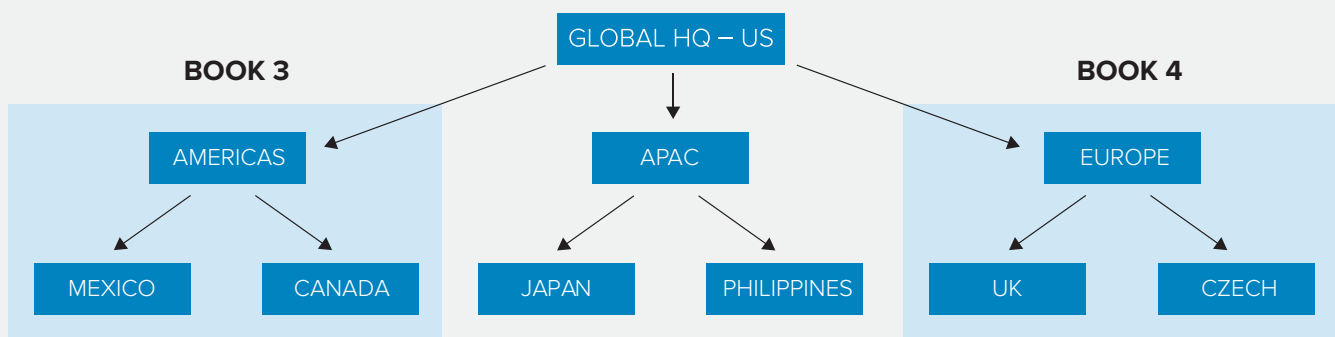 GLOBAL HQ – US
BOOK 3
BOOK 4
AMERICAS
APAC
EUROPE
MEXICO
CANADA
JAPAN
PHILIPPINES
UK
CZECH